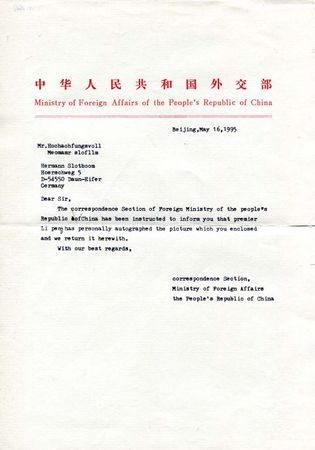 中华人民共和国外交部
Ministry of Foreign Affairs of the People's Republic of China
Beijing,May 16,1995
Mr.Hochachfungsvoll
Meomamr slofllm
Hermann Slotboom
Hoerschweg 5
D-54550 Daun-Eifer
Germany
Dear Sir,
The correspondence Section of Foreign Ministry of the people's
Republic ofChina has been instructed to inform you that premier
Li peng has personally autographed the picture which you enclosed
and we return it herewith.
With our best regards,
correspondence Section,
Ministry of Foreign Affairs
the People's Republic of China